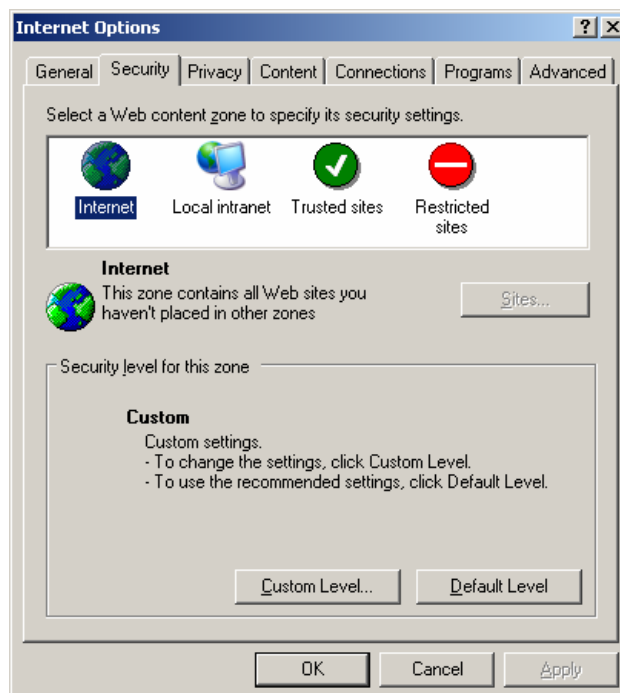 Internet Options
General Security Privacy Content Connections Programs Advanced
Select a Web content zone to specify its security settings.
Internet Local intranet Trusted sites Restricted
sites
Internet
This zone contains all Web sites you
haven't placed in other zones
Sites...
Security level for this zone
Custom
Custom settings.
- To change the settings, click Custom Level.
- To use the recommended settings, click Default Level.
Custom Level... Default Level
OK Cancel Apply